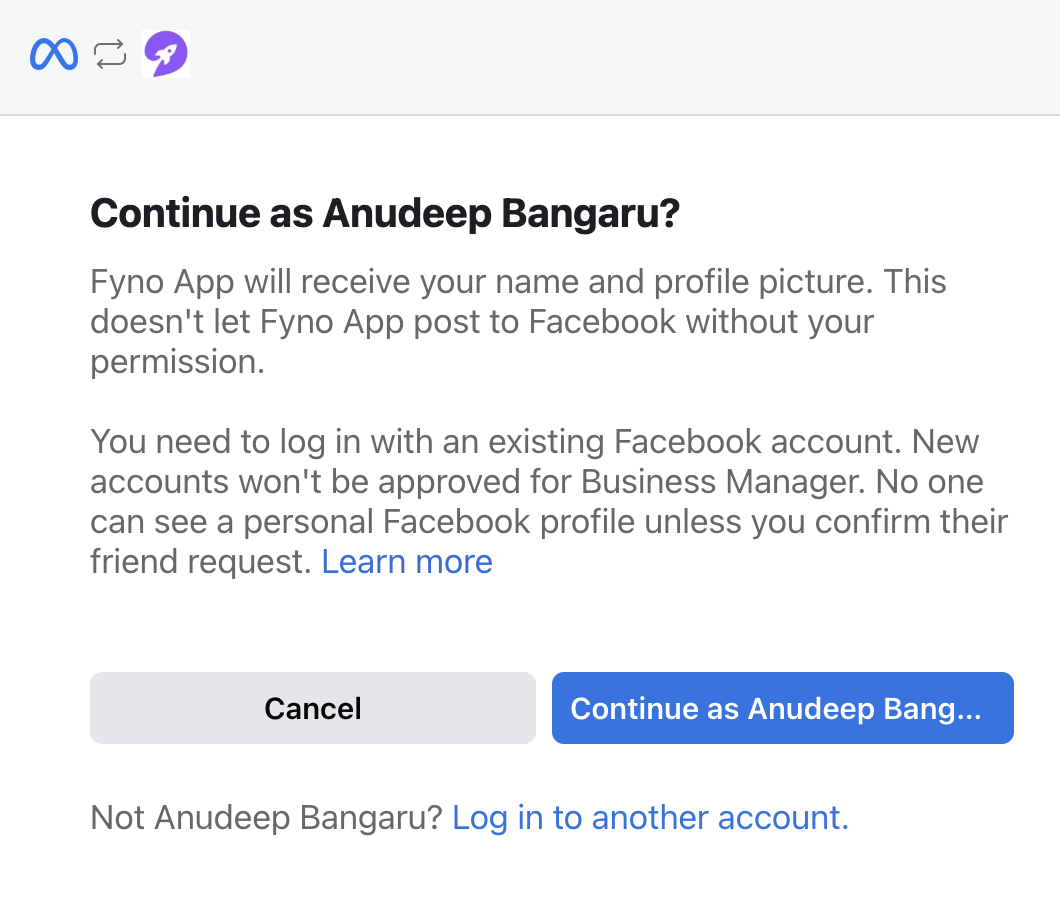 Continue as Anudeep Bangaru?
Fyno App will receive your name and profile picture. This
doesn't let Fyno App post to Facebook without your
permission.
You need to log in with an existing Facebook account. New
accounts won't be approved for Business Manager. No one
can see a personal Facebook profile unless you confirm their
friend request. Learn more
Cancel
Continue as Anudeep Bang...
Not Anudeep Bangaru? Log in to another account.